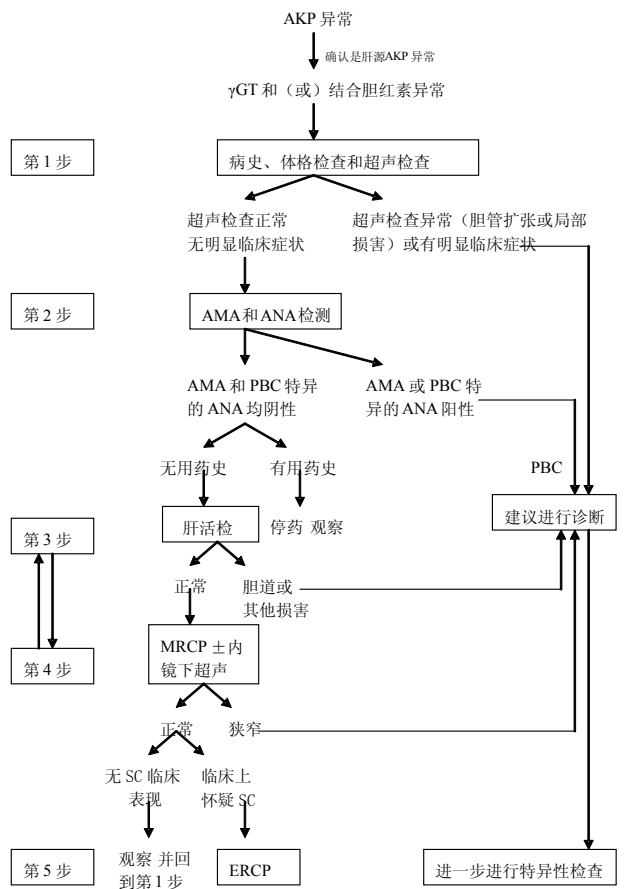 AKP 异常
确认是肝源AKP 异常
γGT 和（或）结合胆红素异常
第 1 步
病史、体格检查和超声检查
超声检查正常
无明显临床症状
超声检查异常（胆管扩张或局部
损害）或有明显临床症状
第 2 步
AMA和ANA检测
AMA 和 PBC 特异
的 ANA 均阴性
AMA 或 PBC 特
异的 ANA 阳性
无用药史
有用药史
PBC
第 3 步
肝活检
停药 观察
建议进行诊断
正常
胆道或
其他损害
第 4 步
MRCP ±内
镜下超声
正常
狭窄
无 SC 临床
表现
临床上
怀疑 SC
第 5 步
观察 并回
到第 1 步
ERCP
进一步进行特异性检查